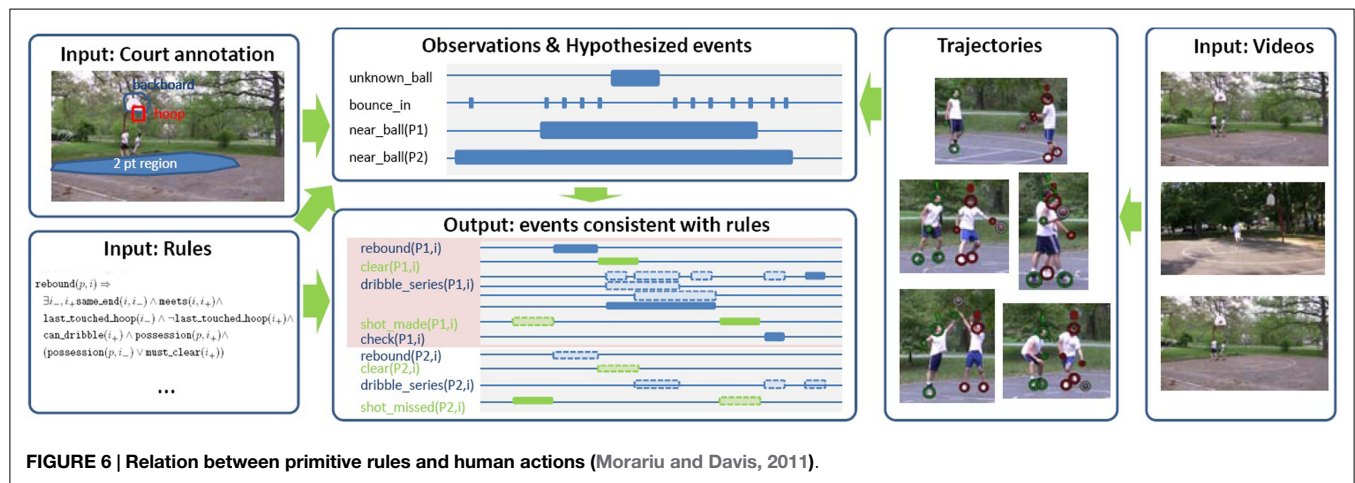 Input: Court annotation
backboard
hoop
2 pt region
Input: Rules
rebound(p, i) ⇒
∃i₋, i₊same_end(i, i₋) ∧ meets(i, i₊)∧
last_touched_hoop(i₋) ∧ ¬last_touched_hoop(i₊)∧
can_dribble(i₊) ∧ possession(p, i₊)∧
(possession(p, i₋) ∨ must_clear(i₊))
...
Observations & Hypothesized events
unknown_ball
bounce_in
near_ball(P1)
near_ball(P2)
Output: events consistent with rules
rebound(P1,i)
clear(P1,i)
dribble_series(P1,i)
shot_made(P1,i)
check(P1,i)
rebound(P2,i)
clear(P2,i)
dribble_series(P2,i)
shot_missed(P2,i)
Trajectories
Input: Videos
FIGURE 6 | Relation between primitive rules and human actions (Morariu and Davis, 2011).